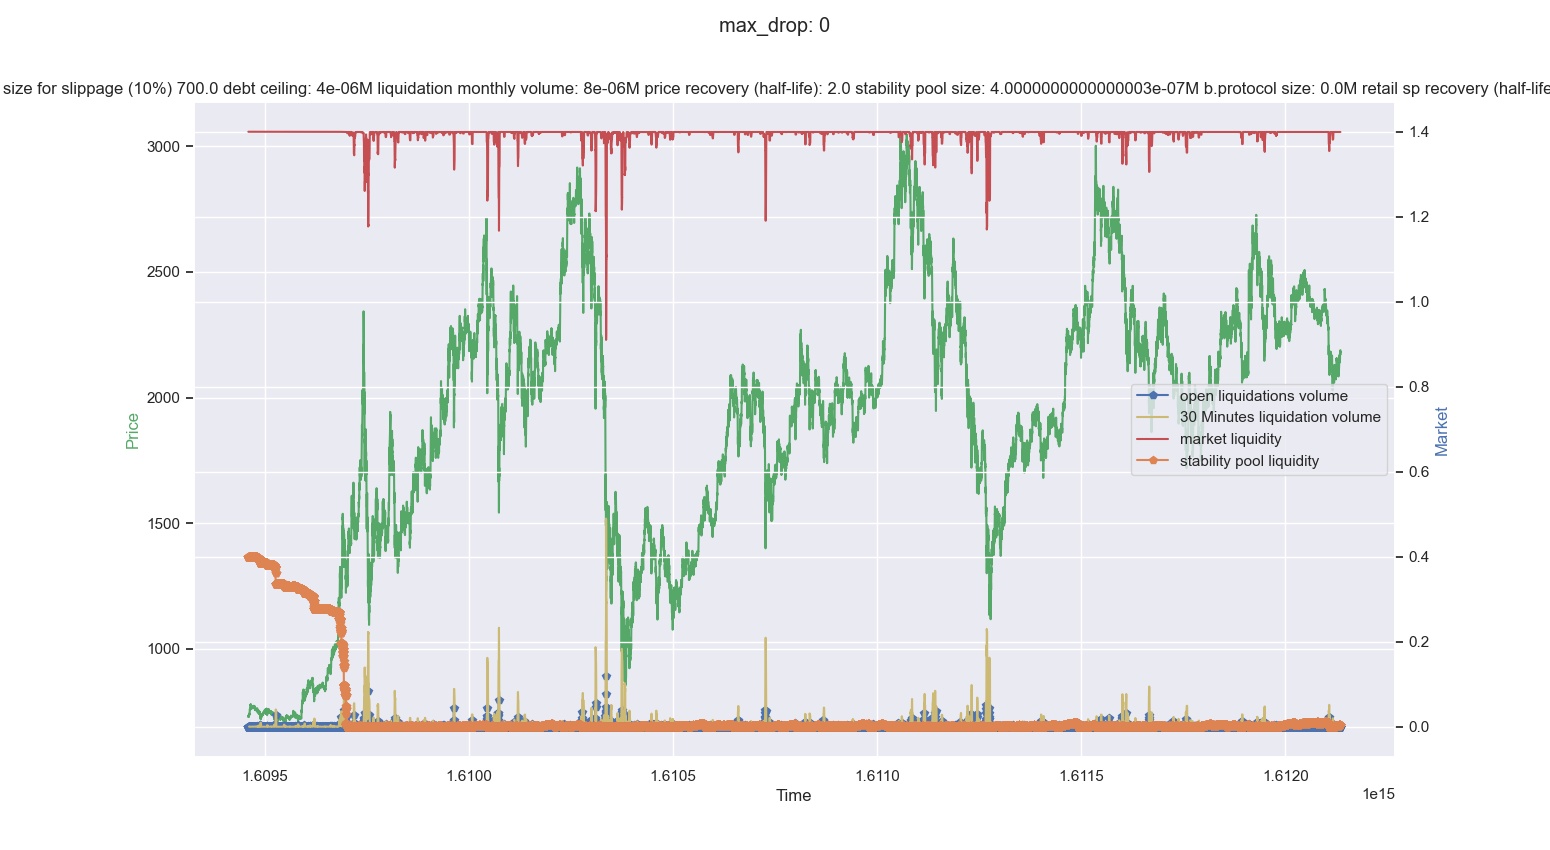 max_drop: 0
size for slippage (10%) 700.0 debt ceiling: 4e-06M liquidation monthly volume: 8e-06M price recovery (half-life): 2.0 stability pool size: 4.0000000000000003e-07M b.protocol size: 0.0M retail sp recovery (half-life
3000
2500
2000
1500
1000
Price
1.4
1.2
1.0
0.8
0.6
0.4
0.2
0.0
Market
open liquidations volume
30 Minutes liquidation volume
market liquidity
stability pool liquidity
1.6095
1.6100
1.6105
1.6110
1.6115
1.6120
Time
1e15